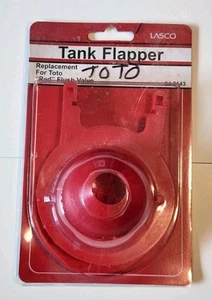 LASCO
Tank Flapper
Replacement
For Toto
"Red" Flush Valve
TOTO